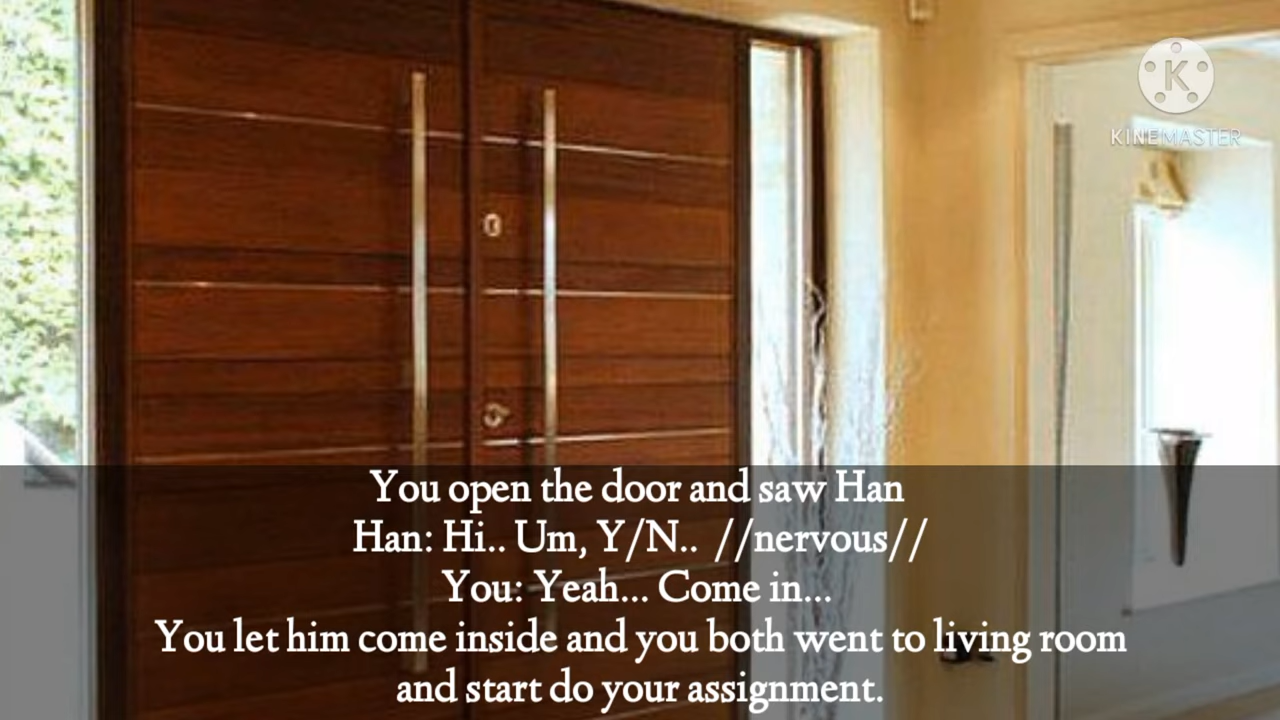 KINEMASTER
You open the door and saw Han
Han: Hi.. Um, Y/N.. //nervous//
You: Yeah... Come in...
You let him come inside and you both went to living room
and start do your assignment.